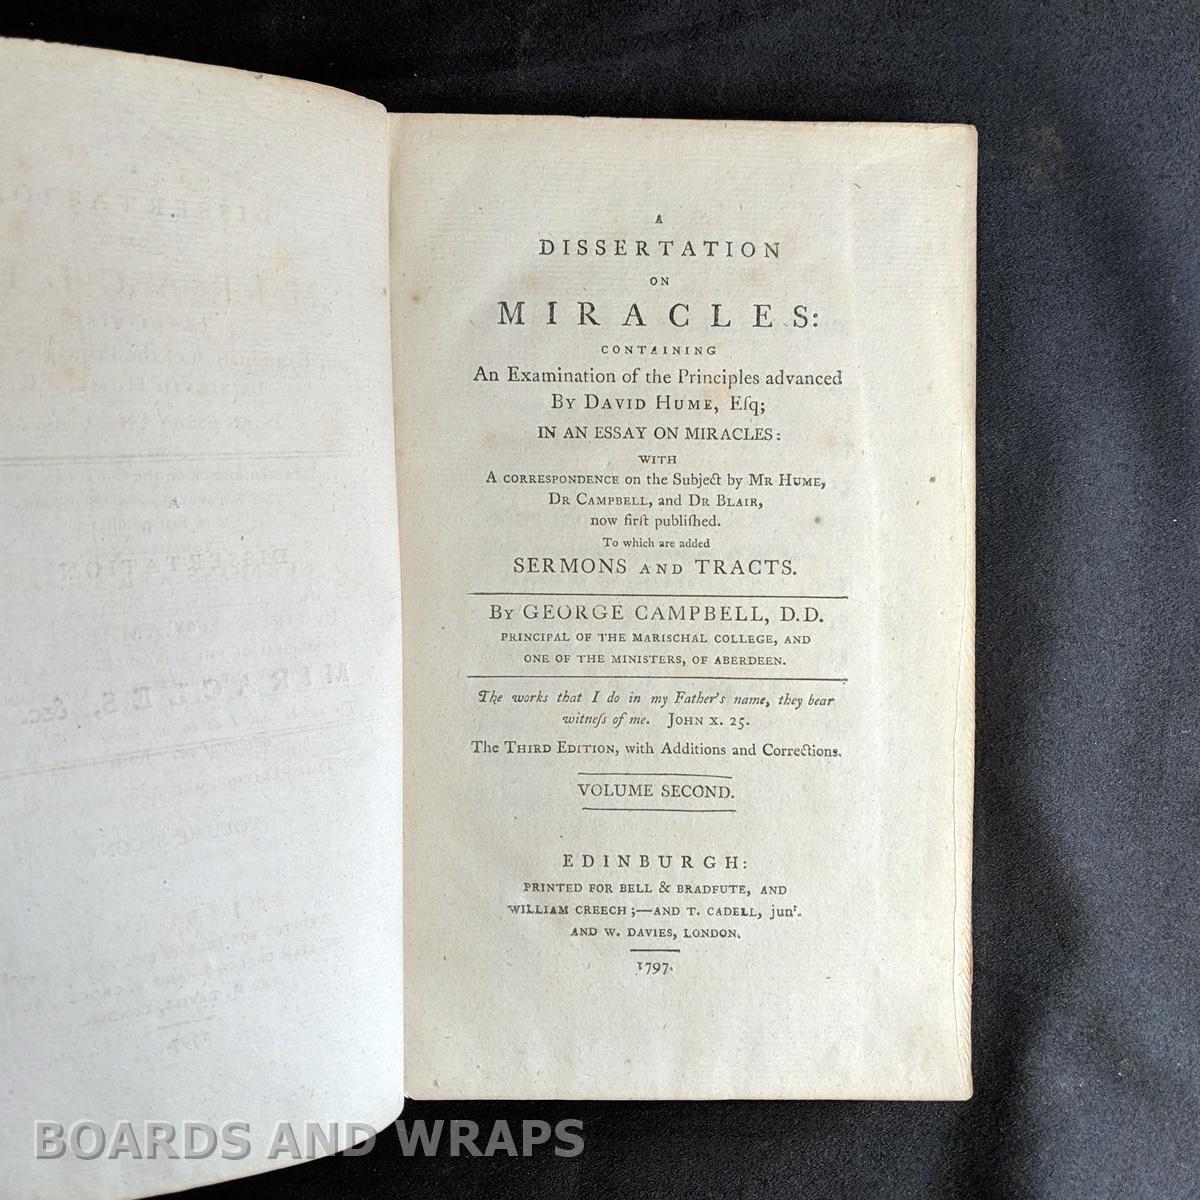 A
DISSERTATION
ON
MIRACLES:
CONTAINING
An Examination of the Principles advanced
BY DAVID HUME, Eſq;
IN AN ESSAY ON MIRACLES:
WITH
A CORRESPONDENCE on the Subject by MR HUME,
DR CAMPBELL, and DR BLAIR,
now firſt publiſhed.
To which are added
SERMONS AND TRACTS.
By GEORGE CAMPBELL, D.D.
PRINCIPAL OF THE MARISCHAL COLLEGE, AND
ONE OF THE MINISTERS, OF ABERDEEN.
The works that I do in my Father's name, they bear
witneſs of me. JOHN X. 25.
The THIRD EDITION, with Additions and Corrections.
VOLUME SECOND.
EDINBURGH:
PRINTED FOR BELL & BRADFUTE, AND
WILLIAM CREECH;—AND T. CADELL, junr.
AND W. DAVIES, LONDON.
1797.
BOARDS AND WRAPS